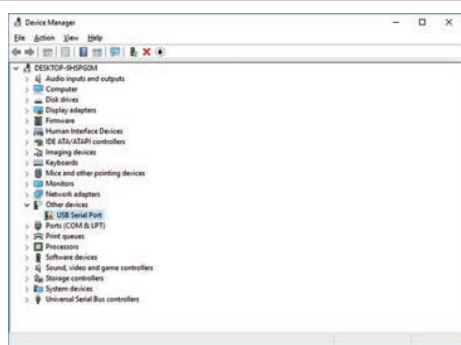 Device Manager
File Action View Help
DESKTOP-9HSPG0M
Audio inputs and outputs
Computer
Disk drives
Display adapters
Firmware
Human Interface Devices
IDE ATA/ATAPI controllers
Imaging devices
Keyboards
Mice and other pointing devices
Monitors
Network adapters
Other devices
USB Serial Port
Ports (COM & LPT)
Print queues
Processors
Software devices
Sound, video and game controllers
Storage controllers
System devices
Universal Serial Bus controllers